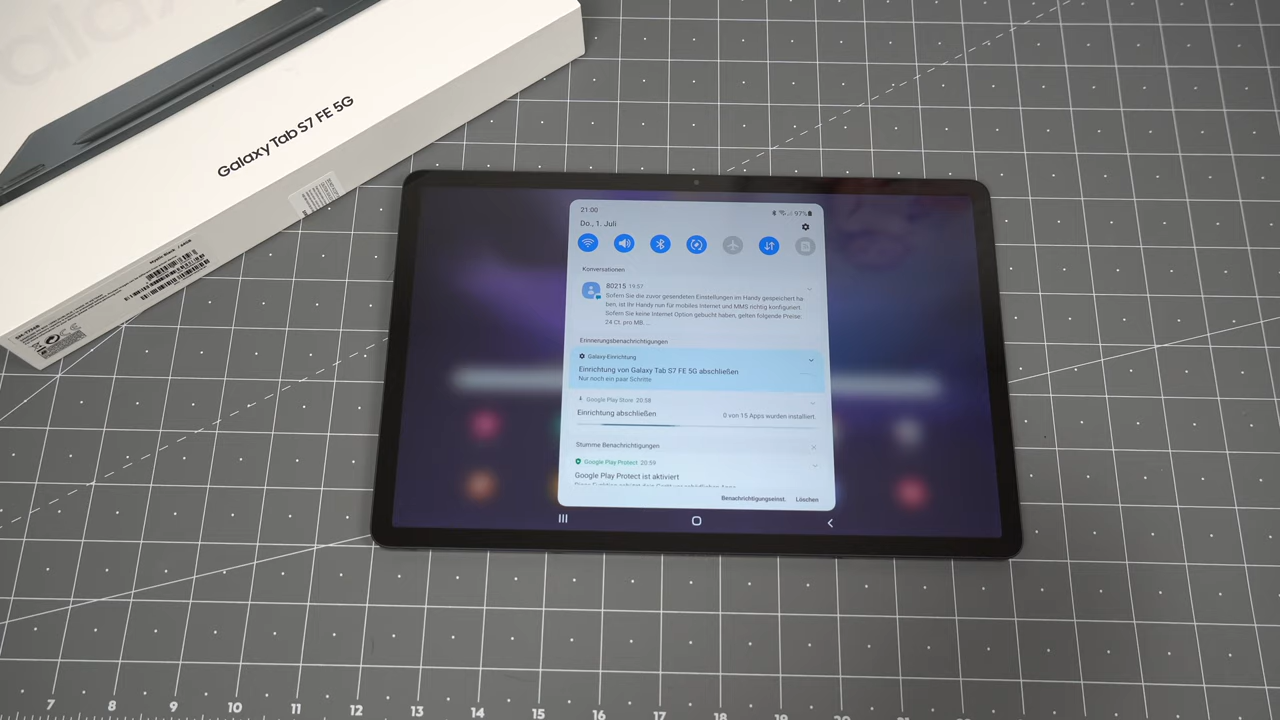 Galaxy Tab S7 FE 5G
Mystic Black / 64GB
21:00
97%
Do., 1. Juli
Konversationen
80215 19:57
Sofern Sie die zuvor gesendeten Einstellungen im Handy gespeichert ha
ben, ist Ihr Handy nun für mobiles Internet und MMS richtig konfiguriert.
Sofern Sie keine Internet Option gebucht haben, gelten folgende Preise:
24 Ct. pro MB. ...
Erinnerungsbenachrichtigungen
Galaxy-Einrichtung
Einrichtung von Galaxy Tab S7 FE 5G abschließen
Nur noch ein paar Schritte
Google Play Store 20:58
Einrichtung abschließen
0 von 15 Apps wurden installiert.
Stumme Benachrichtigungen
Google Play Protect 20:59
Google Play Protect ist aktiviert
Benachrichtigungseinst.
Löschen
7 8 9 10 11 12 13 14 15 16 17 18 19 20 21